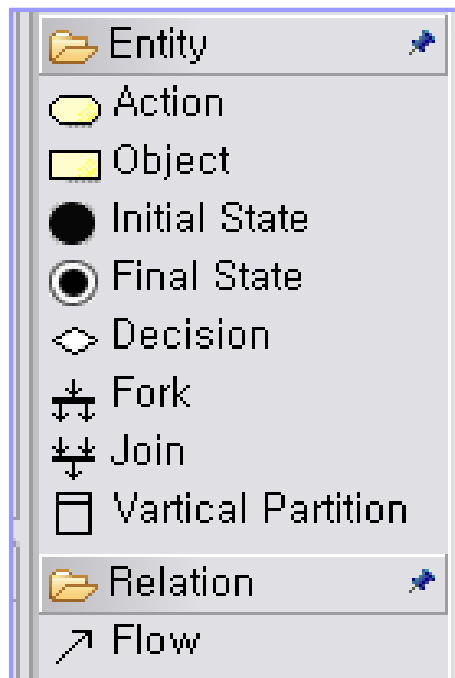 Entity
Action
Object
Initial State
Final State
Decision
Fork
Join
Vartical Partition
Relation
Flow